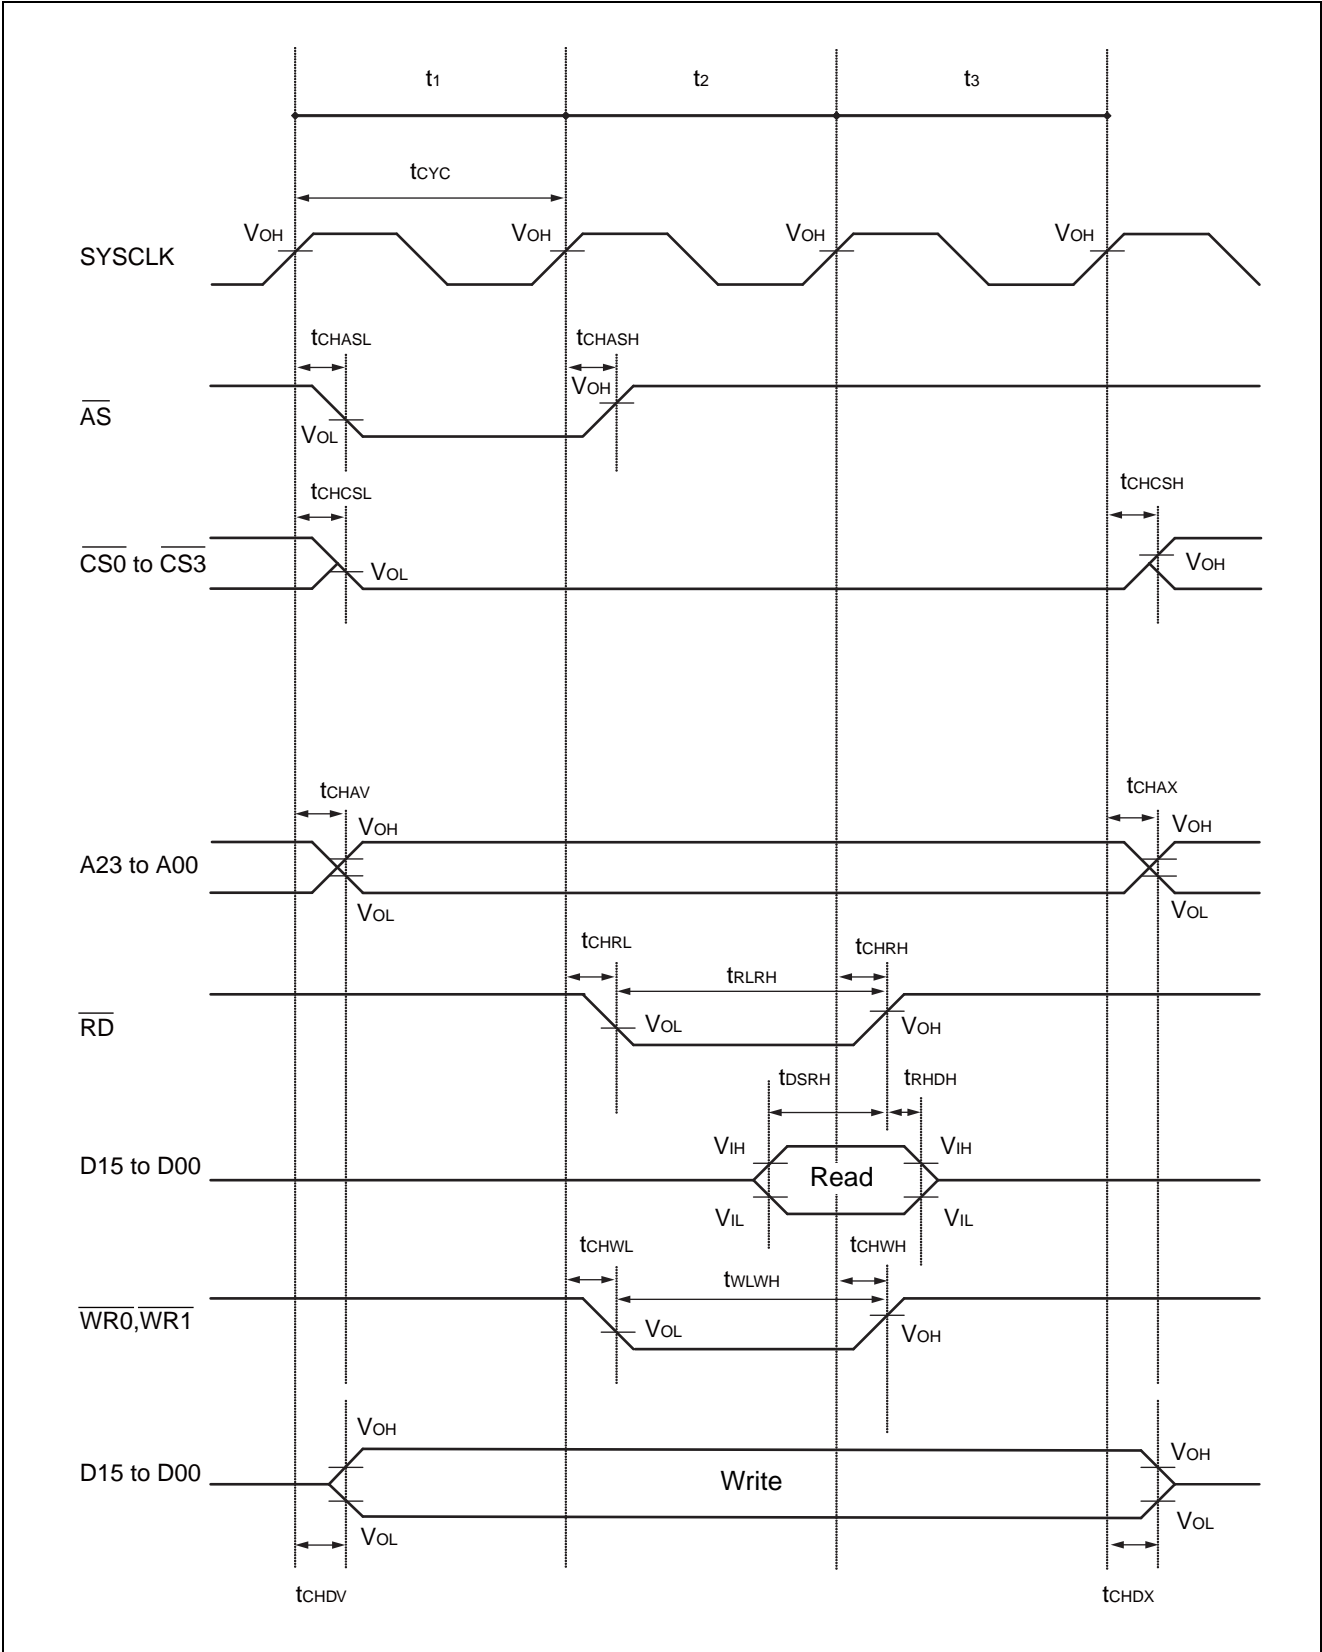 t1 t2 t3
tCYC
SYSCLK VOH VOH VOH VOH
tCHASL tCHASH
AS VOL VOH
tCHCSL tCHCSH
CS0 to CS3 VOL VOH
tCHAV tCHAX
VOH VOH
A23 to A00
VOL VOL
tCHRL tRLRH tCHRH
RD VOL VOH
tDSRH tRHDH
VIH VIH
D15 to D00 Read
VIL VIL
tCHWL tWLWH tCHWH
WR0,WR1 VOL VOH
VOH VOH
D15 to D00 Write
VOL VOL
tCHDV tCHDX